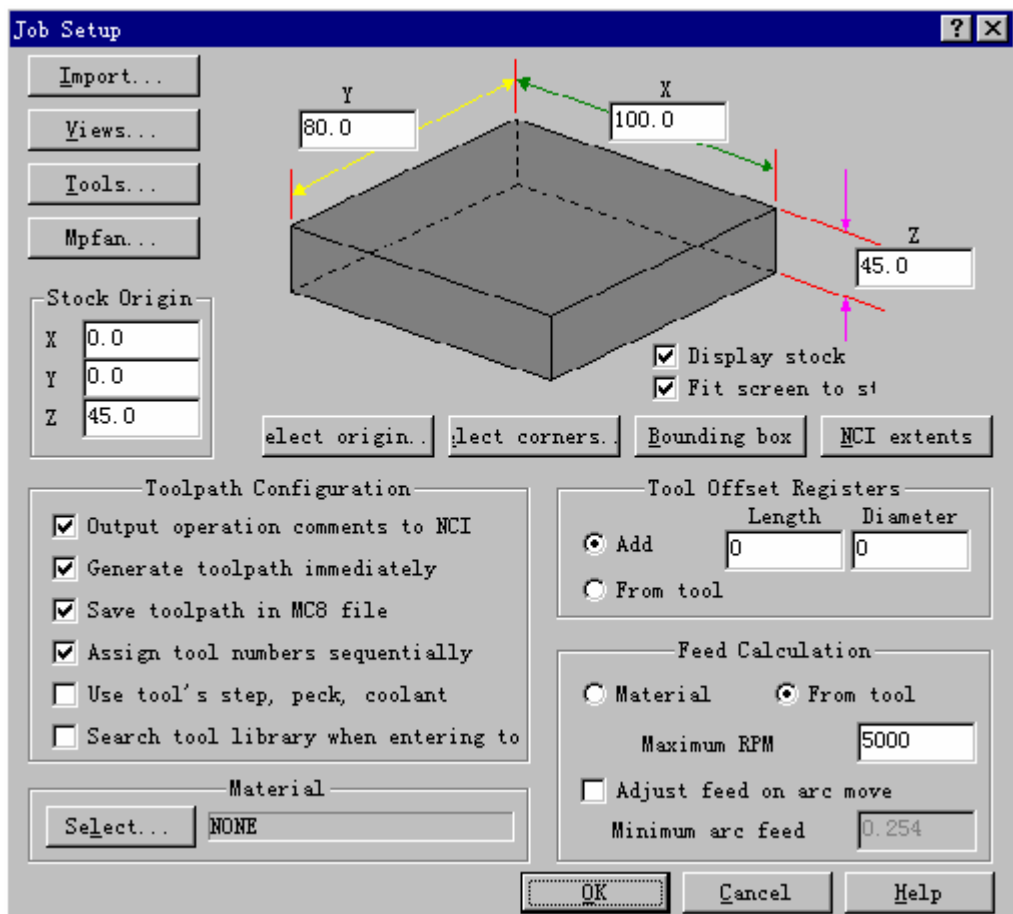 Job Setup
Import...
Views...
Tools...
Mpfan...
Y
80.0
X
100.0
Z
45.0
Stock Origin
X 0.0
Y 0.0
Z 45.0
Display stock
Fit screen to st
elect origin.. lect corners.. Bounding box NCI extents
Toolpath Configuration
Output operation comments to NCI
Generate toolpath immediately
Save toolpath in MC8 file
Assign tool numbers sequentially
Use tool's step, peck, coolant
Search tool library when entering to
Material
Select... NONE
Tool Offset Registers
Length Diameter
Add 0 0
From tool
Feed Calculation
Material From tool
Maximum RPM 5000
Adjust feed on arc move
Minimum arc feed 0.254
OK Cancel Help